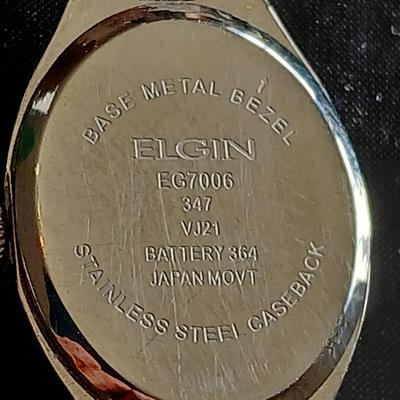 BASE METAL BEZEL
ELGIN
EG7006
347
VJ21
BATTERY 364
JAPAN MOVT
STAINLESS STEEL CASEBACK